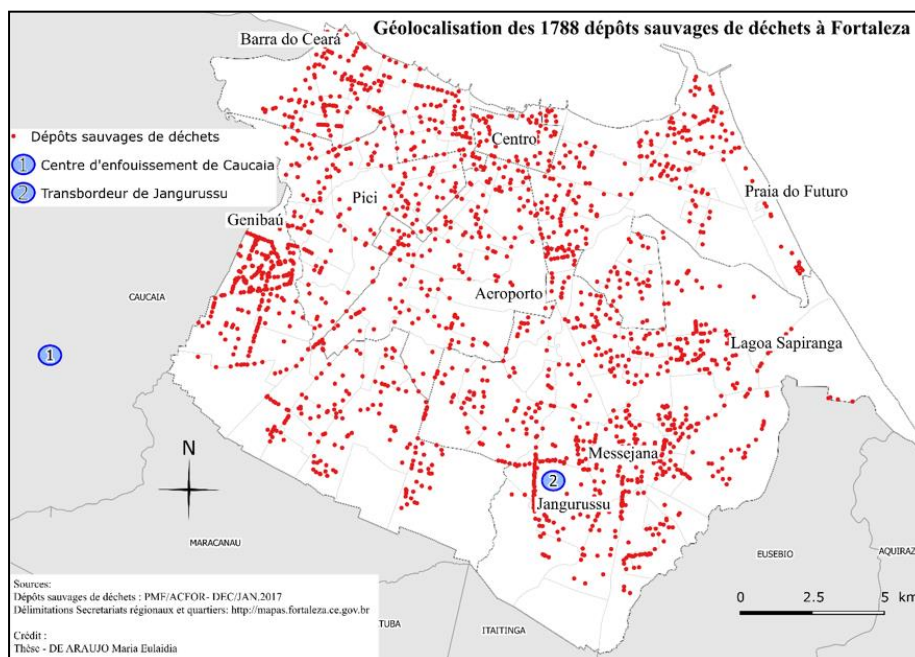 Géolocalisation des 1788 dépôts sauvages de déchets à Fortaleza
Barra do Ceará
Dépôts sauvages de déchets
1 Centre d'enfouissement de Caucaia
2 Transbordeur de Jangurussu
Centro
Pici
Praia do Futuro
Genibaú
CAUCAIA
Aeroporto
1
Lagoa Sapiranga
N
Messejana
2
Jangurussu
MARACANAU
EUSEBIO
AQUIRAZ
Sources:
Dépôts sauvages de déchets : PMF/ACFOR- DEC/JAN,2017
Délimitations Secretariats régionaux et quartiers: http://mapas.fortaleza.ce.gov.br
0 2.5 5 km
TUBA
ITAITINGA
Crédit :
Thèse - DE ARAUJO Maria Eulaidia